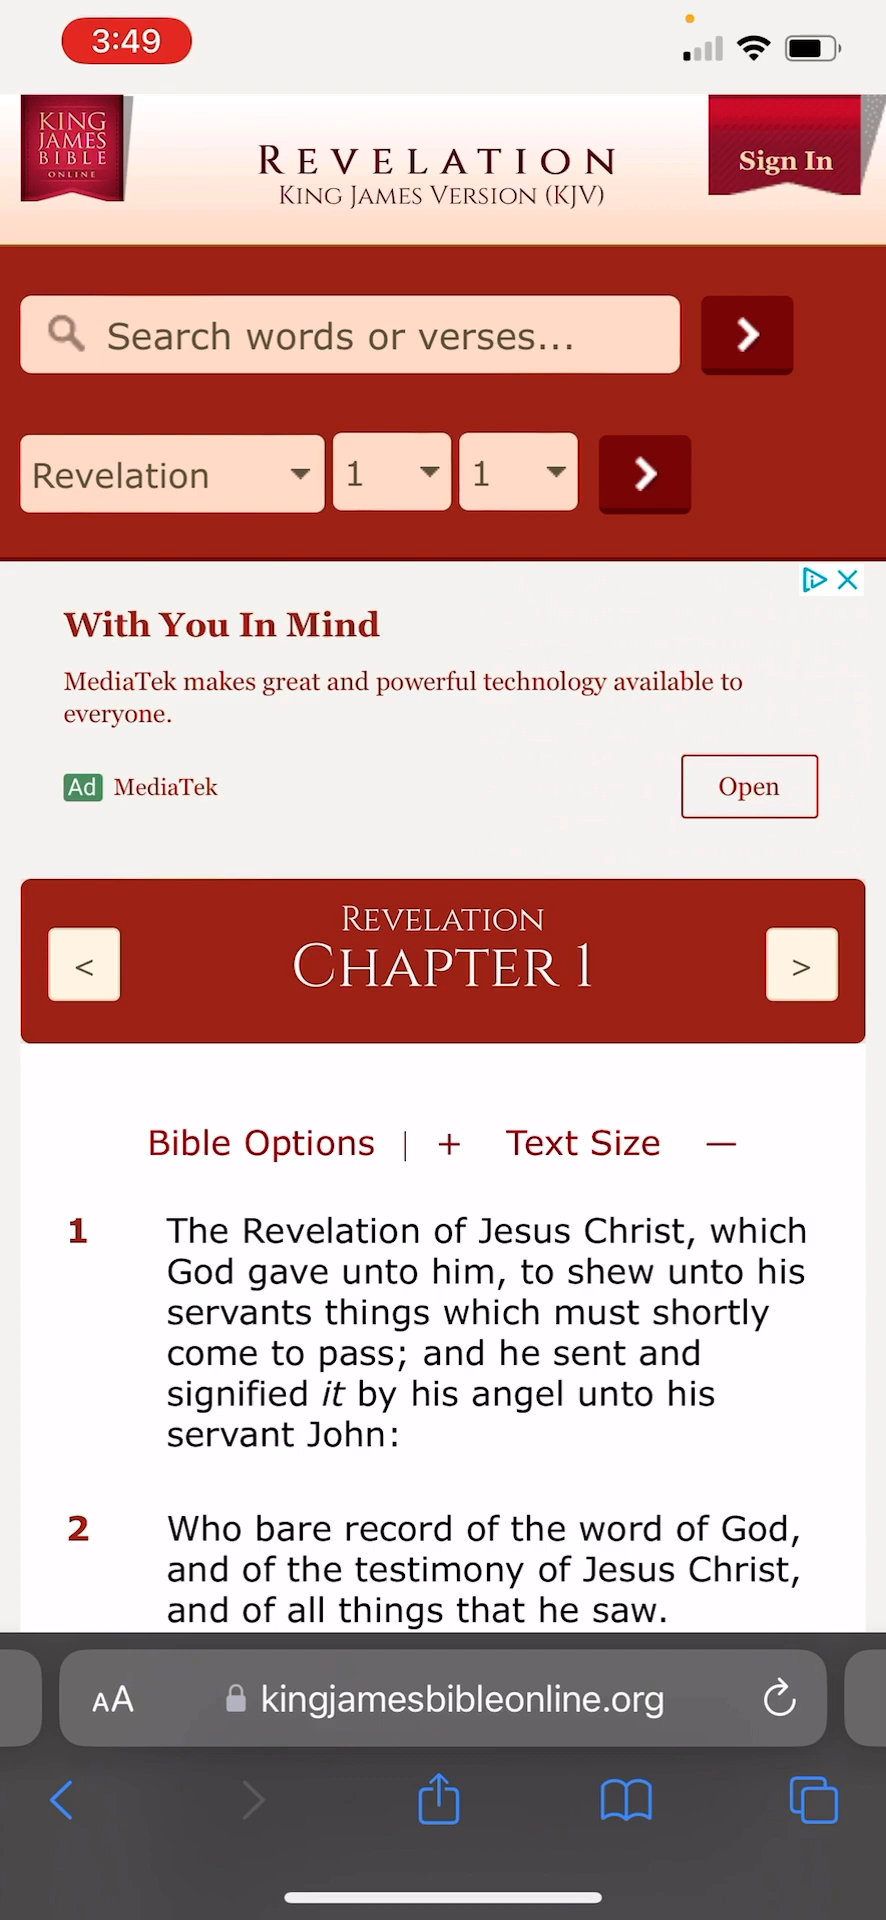 3:49
KING
JAMES
BIBLE
ONLINE
REVELATION
KING JAMES VERSION (KJV)
Sign In
Search words or verses...
Revelation 1 1
With You In Mind
MediaTek makes great and powerful technology available to
everyone.
Ad MediaTek
Open
REVELATION
CHAPTER 1
< >
Bible Options | + Text Size —
1 The Revelation of Jesus Christ, which
God gave unto him, to shew unto his
servants things which must shortly
come to pass; and he sent and
signified it by his angel unto his
servant John:
2 Who bare record of the word of God,
and of the testimony of Jesus Christ,
and of all things that he saw.
AA kingjamesbibleonline.org